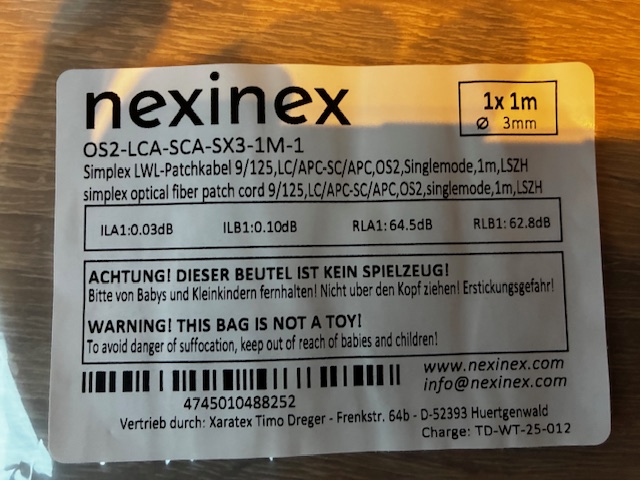 nexinex
1x 1m
Ø 3mm
OS2-LCA-SCA-SX3-1M-1
Simplex LWL-Patchkabel 9/125,LC/APC-SC/APC,OS2,Singlemode,1m,LSZH
simplex optical fiber patch cord 9/125,LC/APC-SC/APC,OS2,singlemode,1m,LSZH
ILA1:0.03dB ILB1:0.10dB RLA1: 64.5dB RLB1: 62.8dB
ACHTUNG! DIESER BEUTEL IST KEIN SPIELZEUG!
Bitte von Babys und Kleinkindern fernhalten! Nicht uber den Kopf ziehen! Erstickungsgefahr!
WARNING! THIS BAG IS NOT A TOY!
To avoid danger of suffocation, keep out of reach of babies and children!
www.nexinex.com
info@nexinex.com
4745010488252
Vertrieb durch: Xaratex Timo Dreger - Frenkstr. 64b - D-52393 Huertgenwald
Charge: TD-WT-25-012